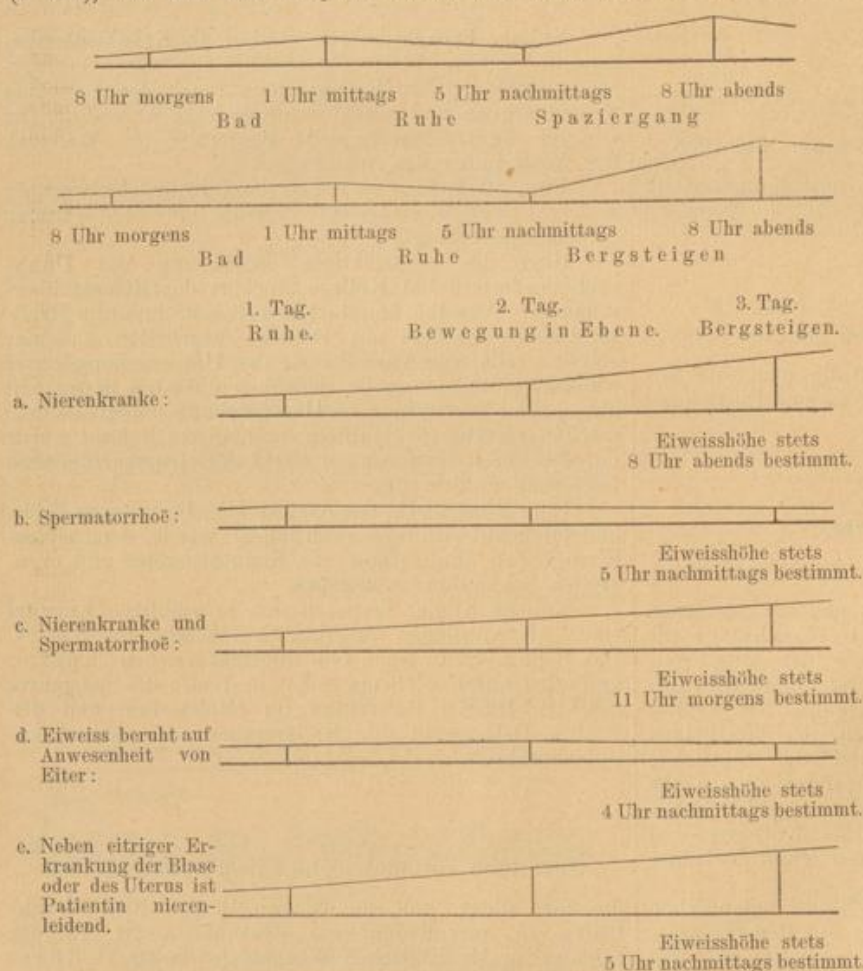 8 Uhr morgens 1 Uhr mittags 5 Uhr nachmittags 8 Uhr abends
Bad Ruhe Spaziergang
8 Uhr morgens 1 Uhr mittags 5 Uhr nachmittags 8 Uhr abends
Bad Ruhe Bergsteigen
1. Tag. 2. Tag. 3. Tag.
Ruhe. Bewegung in Ebene. Bergsteigen.
a. Nierenkranke:
Eiweisshöhe stets
8 Uhr abends bestimmt.
b. Spermatorrhoë:
Eiweisshöhe stets
5 Uhr nachmittags bestimmt.
c. Nierenkranke und
Spermatorrhoë:
Eiweisshöhe stets
11 Uhr morgens bestimmt.
d. Eiweiss beruht auf
Anwesenheit von
Eiter:
Eiweisshöhe stets
4 Uhr nachmittags bestimmt.
e. Neben eitriger Er-
krankung der Blase
oder des Uterus ist
Patientin nieren-
leidend.
Eiweisshöhe stets
5 Uhr nachmittags bestimmt